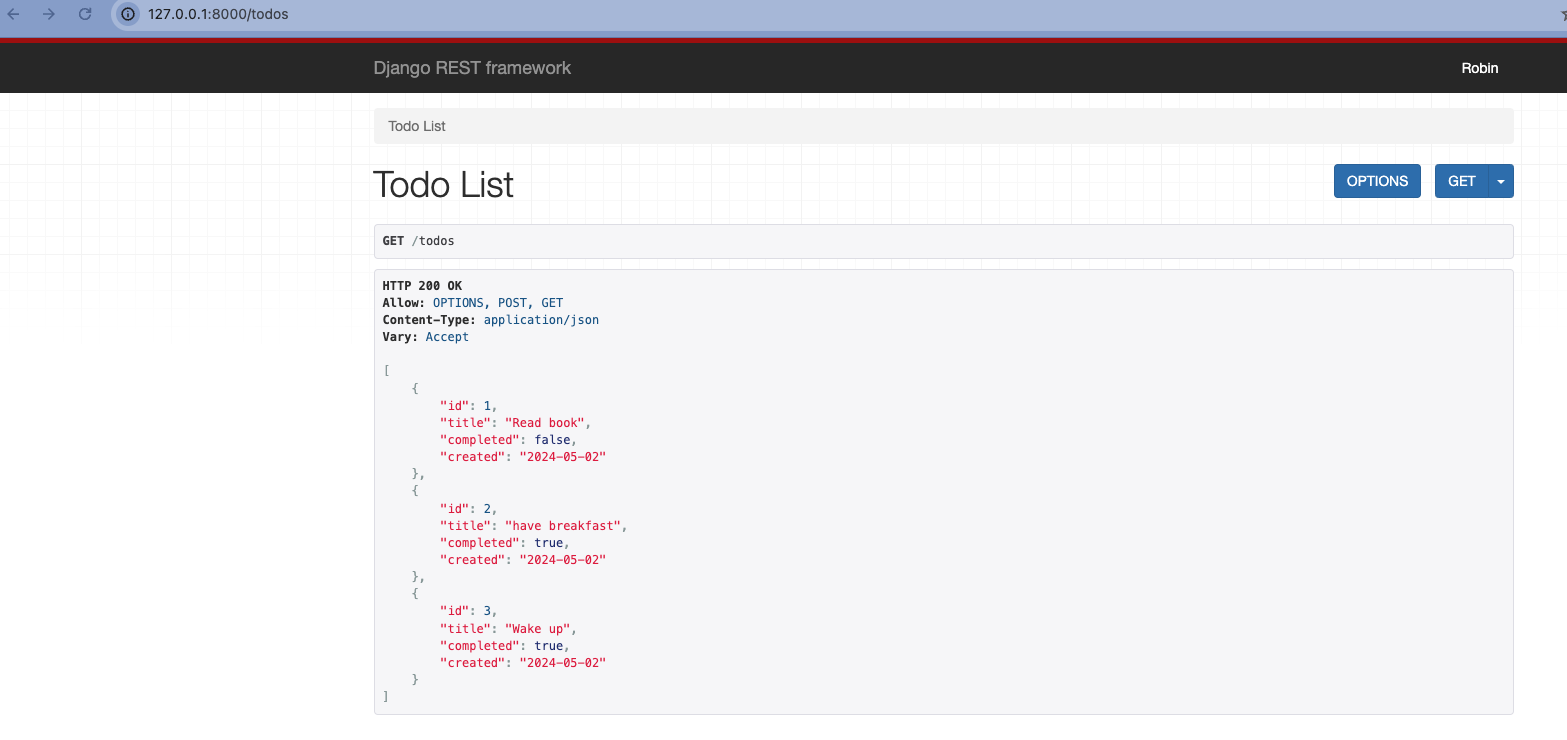 127.0.0.1:8000/todos
Django REST framework
Robin
Todo List
Todo List
OPTIONS
GET
GET /todos
HTTP 200 OK
Allow: OPTIONS, POST, GET
Content-Type: application/json
Vary: Accept
[
    {
        "id": 1,
        "title": "Read book",
        "completed": false,
        "created": "2024-05-02"
    },
    {
        "id": 2,
        "title": "have breakfast",
        "completed": true,
        "created": "2024-05-02"
    },
    {
        "id": 3,
        "title": "Wake up",
        "completed": true,
        "created": "2024-05-02"
    }
]